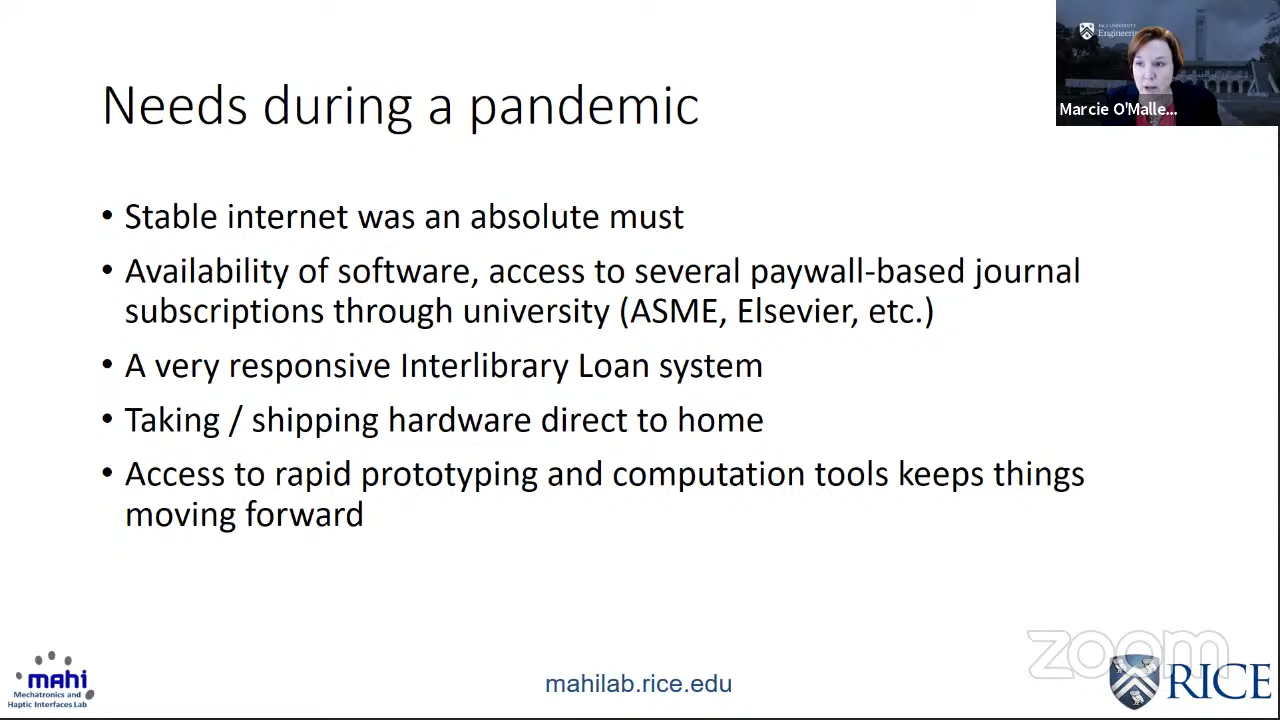 RICE UNIVERSITY
Engineering
Marcie O'Malle...
Needs during a pandemic
• Stable internet was an absolute must
• Availability of software, access to several paywall-based journal
subscriptions through university (ASME, Elsevier, etc.)
• A very responsive Interlibrary Loan system
• Taking / shipping hardware direct to home
• Access to rapid prototyping and computation tools keeps things
moving forward
zoom
mahi
Mechatronics and
Haptic Interfaces Lab
mahilab.rice.edu
RICE